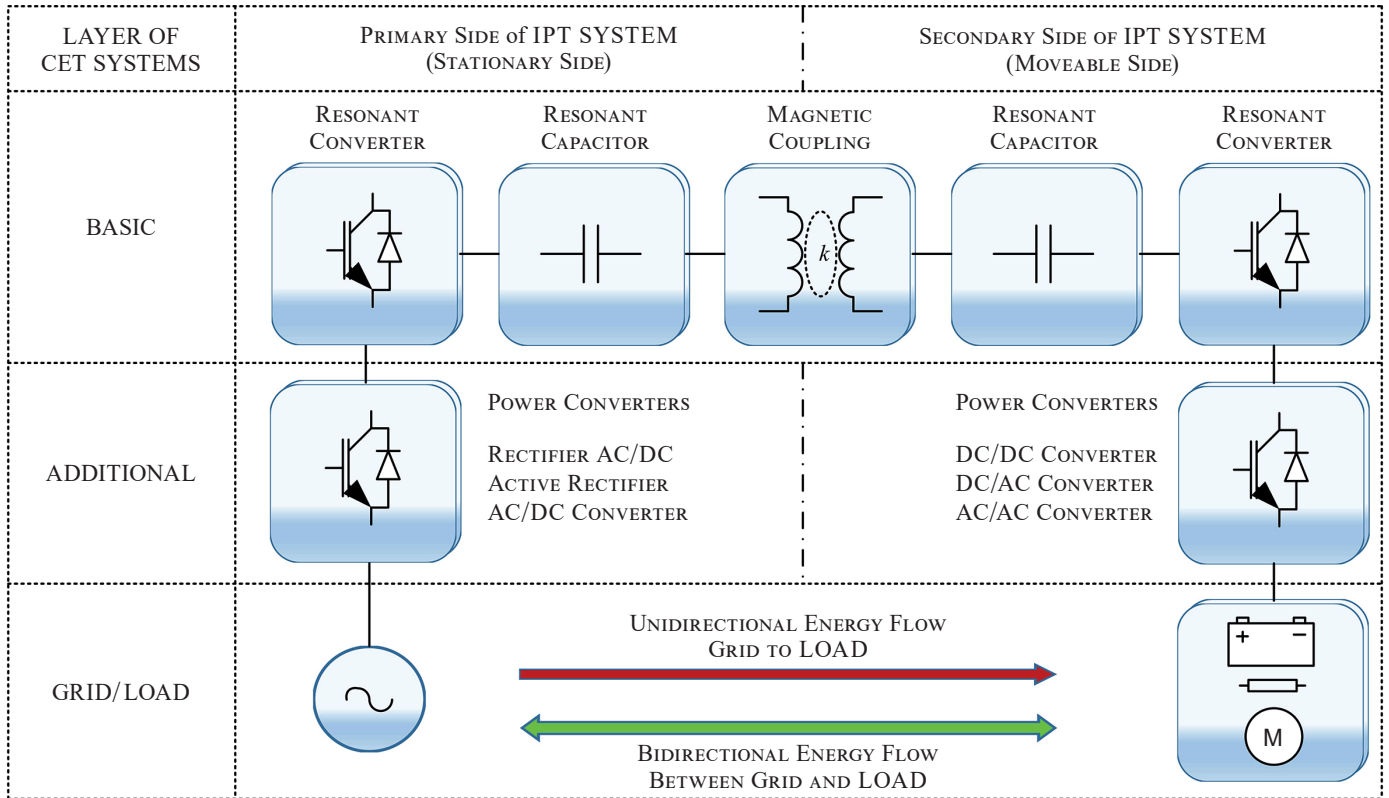 LAYER OF
CET SYSTEMS
PRIMARY SIDE of IPT SYSTEM
(STATIONARY SIDE)
SECONDARY SIDE OF IPT SYSTEM
(MOVEABLE SIDE)
BASIC
RESONANT
CONVERTER
RESONANT
CAPACITOR
MAGNETIC
COUPLING
RESONANT
CAPACITOR
RESONANT
CONVERTER
k
ADDITIONAL
POWER CONVERTERS
RECTIFIER AC/DC
ACTIVE RECTIFIER
AC/DC CONVERTER
POWER CONVERTERS
DC/DC CONVERTER
DC/AC CONVERTER
AC/AC CONVERTER
GRID/LOAD
UNIDIRECTIONAL ENERGY FLOW
GRID TO LOAD
BIDIRECTIONAL ENERGY FLOW
BETWEEN GRID AND LOAD
+ −
M